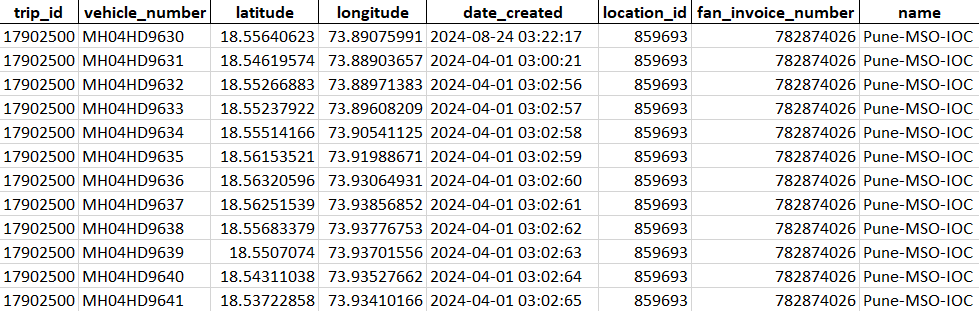 trip_id vehicle_number latitude longitude date_created location_id fan_invoice_number name
17902500 MH04HD9630 18.55640623 73.89075991 2024-08-24 03:22:17 859693 782874026 Pune-MSO-IOC
17902500 MH04HD9631 18.54619574 73.88903657 2024-04-01 03:00:21 859693 782874026 Pune-MSO-IOC
17902500 MH04HD9632 18.55266883 73.88971383 2024-04-01 03:02:56 859693 782874026 Pune-MSO-IOC
17902500 MH04HD9633 18.55237922 73.89608209 2024-04-01 03:02:57 859693 782874026 Pune-MSO-IOC
17902500 MH04HD9634 18.55514166 73.90541125 2024-04-01 03:02:58 859693 782874026 Pune-MSO-IOC
17902500 MH04HD9635 18.56153521 73.91988671 2024-04-01 03:02:59 859693 782874026 Pune-MSO-IOC
17902500 MH04HD9636 18.56320596 73.93064931 2024-04-01 03:02:60 859693 782874026 Pune-MSO-IOC
17902500 MH04HD9637 18.56251539 73.93856852 2024-04-01 03:02:61 859693 782874026 Pune-MSO-IOC
17902500 MH04HD9638 18.55683379 73.93776753 2024-04-01 03:02:62 859693 782874026 Pune-MSO-IOC
17902500 MH04HD9639 18.5507074 73.93701556 2024-04-01 03:02:63 859693 782874026 Pune-MSO-IOC
17902500 MH04HD9640 18.54311038 73.93527662 2024-04-01 03:02:64 859693 782874026 Pune-MSO-IOC
17902500 MH04HD9641 18.53722858 73.93410166 2024-04-01 03:02:65 859693 782874026 Pune-MSO-IOC